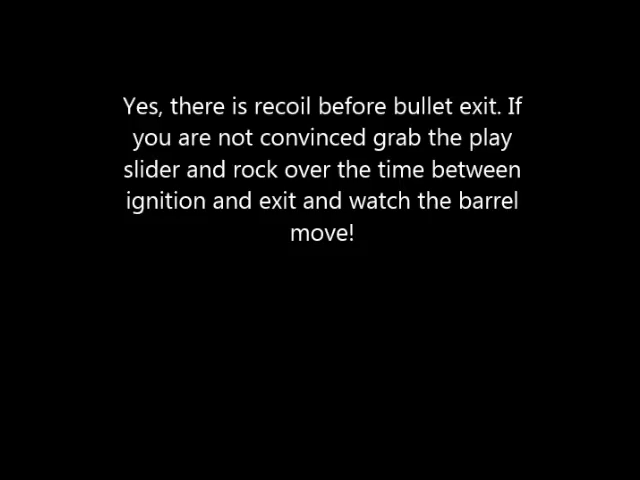 Yes, there is recoil before bullet exit. If
you are not convinced grab the play
slider and rock over the time between
ignition and exit and watch the barrel
move!